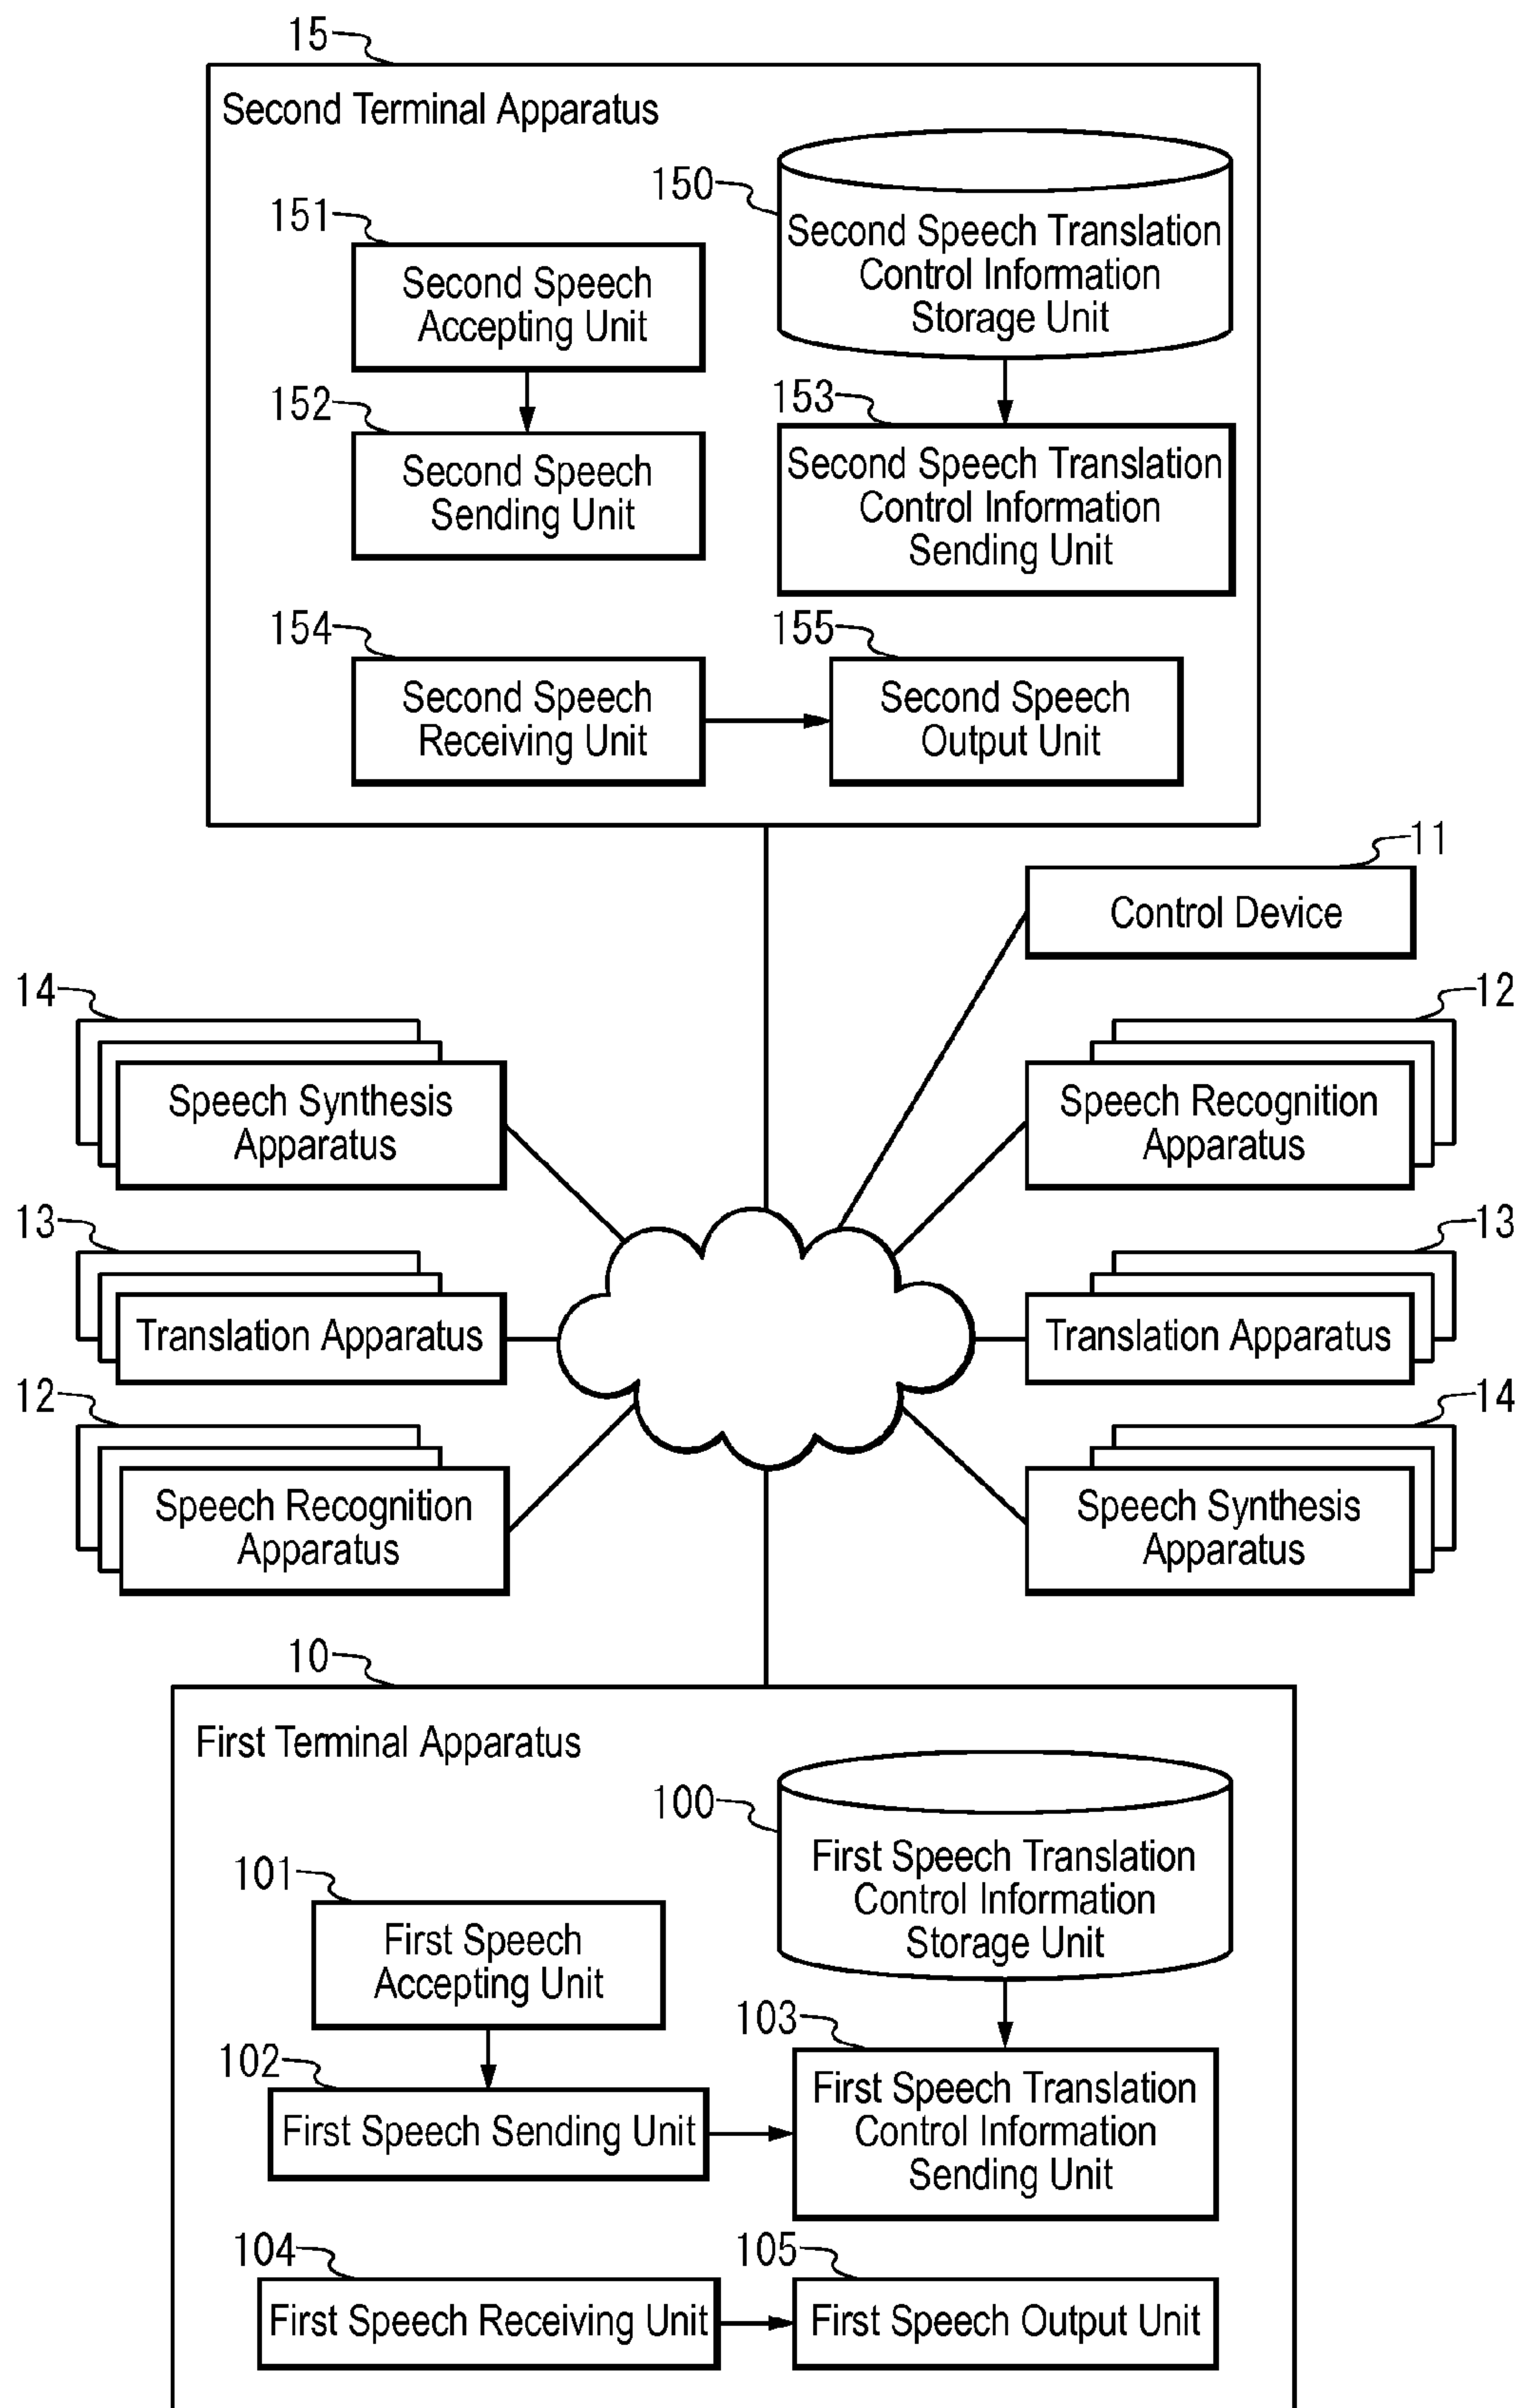 15
Second Terminal Apparatus
150
Second Speech Translation
Control Information
Storage Unit
151
Second Speech
Accepting Unit
152
Second Speech
Sending Unit
153
Second Speech Translation
Control Information
Sending Unit
154
Second Speech
Receiving Unit
155
Second Speech
Output Unit
11
Control Device
14
Speech Synthesis
Apparatus
12
Speech Recognition
Apparatus
13
Translation Apparatus
13
Translation Apparatus
12
Speech Recognition
Apparatus
14
Speech Synthesis
Apparatus
10
First Terminal Apparatus
100
First Speech Translation
Control Information
Storage Unit
101
First Speech
Accepting Unit
102
First Speech Sending Unit
103
First Speech Translation
Control Information
Sending Unit
104
First Speech Receiving Unit
105
First Speech Output Unit